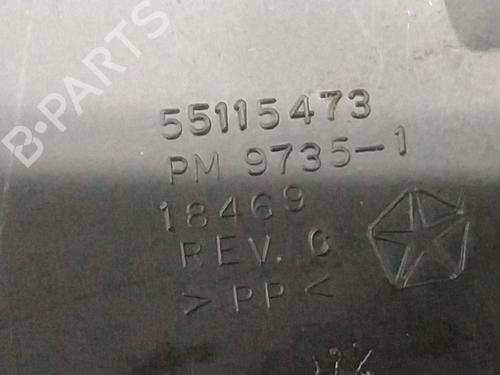 B-PARTS
55115473
PM 9735-1
18469
REV. C
> PP <